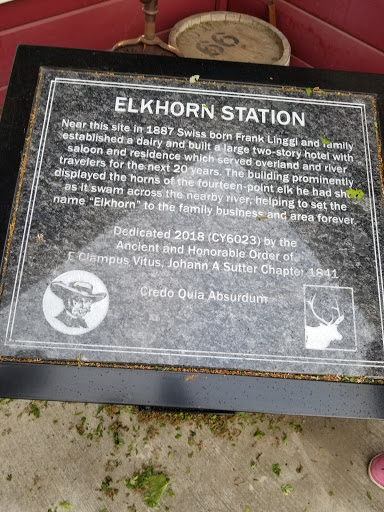 ELKHORN STATION
Near this site in 1887 Swiss born Frank Linggi and family
established a dairy and built a large two-story hotel with
saloon and residence which served overland and river
travelers for the next 20 years. The building prominently
displayed the horns of the fourteen-point elk he had shot
as it swam across the nearby river, helping to set the
name "Elkhorn" to the family business and area forever
Dedicated 2018 (CY6023) by the
Ancient and Honorable Order of
E Clampus Vitus, Johann A Sutter Chapter 1841
Credo Quia Absurdum